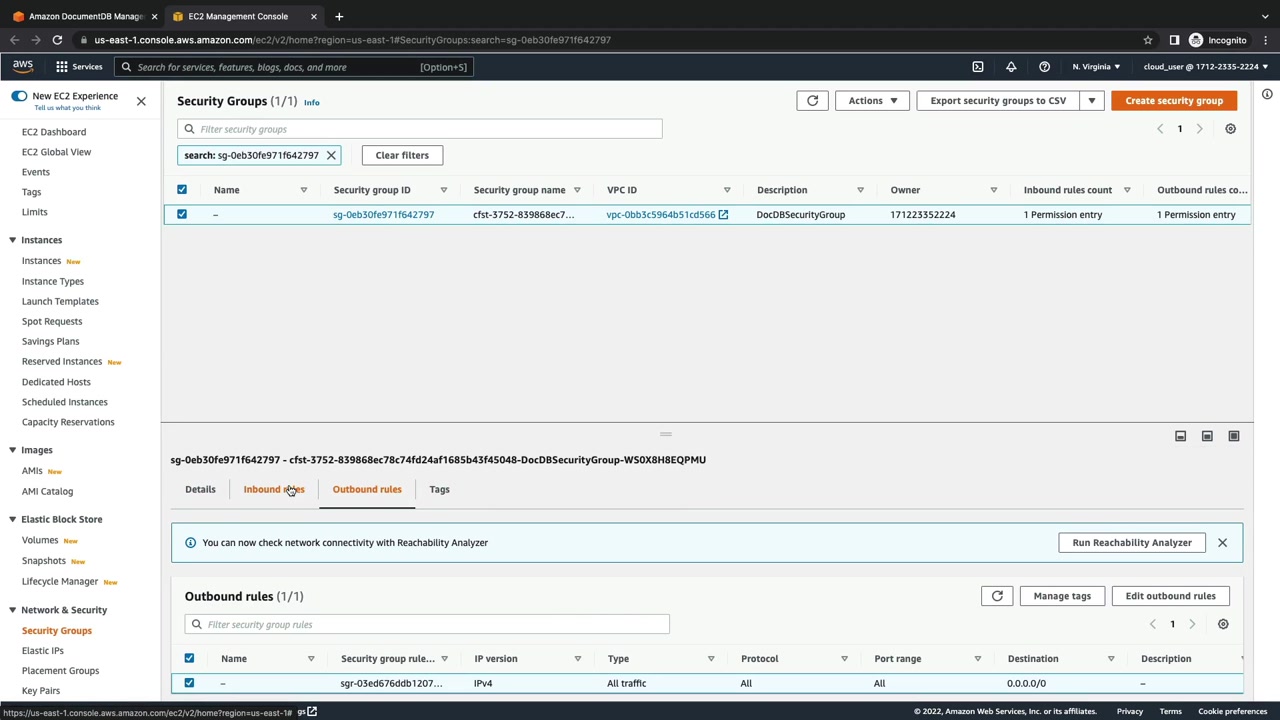 Amazon DocumentDB Manage
EC2 Management Console
us-east-1.console.aws.amazon.com/ec2/v2/home?region=us-east-1#SecurityGroups:search=sg-0eb30fe971f642797
Incognito
aws
Services
Search for services, features, blogs, docs, and more
[Option+S]
N. Virginia
cloud_user @ 1712-2335-2224
New EC2 Experience
Tell us what you think
EC2 Dashboard
EC2 Global View
Events
Tags
Limits
Instances
Instances New
Instance Types
Launch Templates
Spot Requests
Savings Plans
Reserved Instances New
Dedicated Hosts
Scheduled Instances
Capacity Reservations
Images
AMIs New
AMI Catalog
Elastic Block Store
Volumes New
Snapshots New
Lifecycle Manager New
Network & Security
Security Groups
Elastic IPs
Placement Groups
Key Pairs
Security Groups (1/1) Info
Actions
Export security groups to CSV
Create security group
Filter security groups
1
search: sg-0eb30fe971f642797
Clear filters
Name Security group ID Security group name VPC ID Description Owner Inbound rules count Outbound rules co...
– sg-0eb30fe971f642797 cfst-3752-839868ec7... vpc-0bb3c5964b51cd566 DocDBSecurityGroup 171223352224 1 Permission entry 1 Permission entry
sg-0eb30fe971f642797 - cfst-3752-839868ec78c74fd24af1685b43f45048-DocDBSecurityGroup-WS0X8H8EQPMU
Details Inbound rules Outbound rules Tags
You can now check network connectivity with Reachability Analyzer
Run Reachability Analyzer
Outbound rules (1/1)
Manage tags
Edit outbound rules
Filter security group rules
1
Name Security group rule... IP version Type Protocol Port range Destination Description
– sgr-03ed676ddb1207... IPv4 All traffic All All 0.0.0.0/0 –
https://us-east-1.console.aws.amazon.com/ec2/v2/home?region=us-east-1# gs
© 2022, Amazon Web Services, Inc. or its affiliates. Privacy Terms Cookie preferences